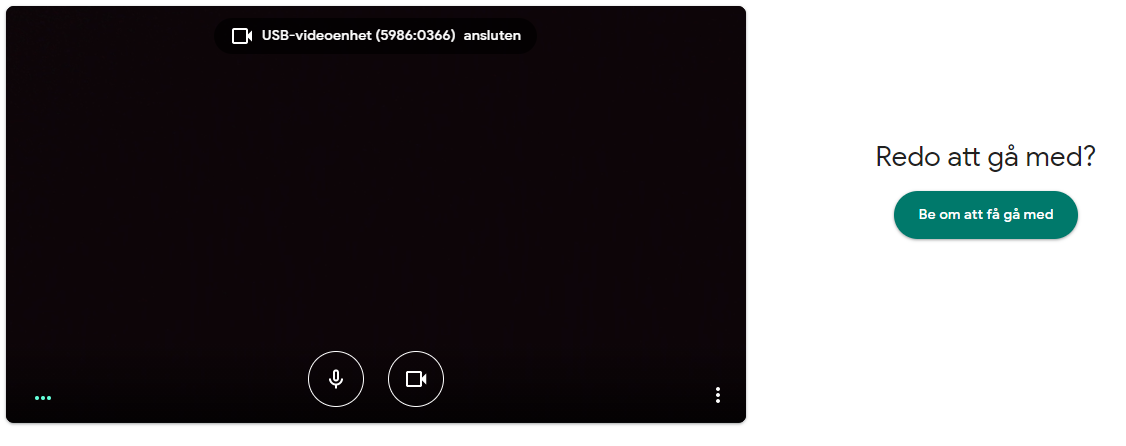 USB-videoenhet (5986:0366) ansluten
Redo att gå med?
Be om att få gå med